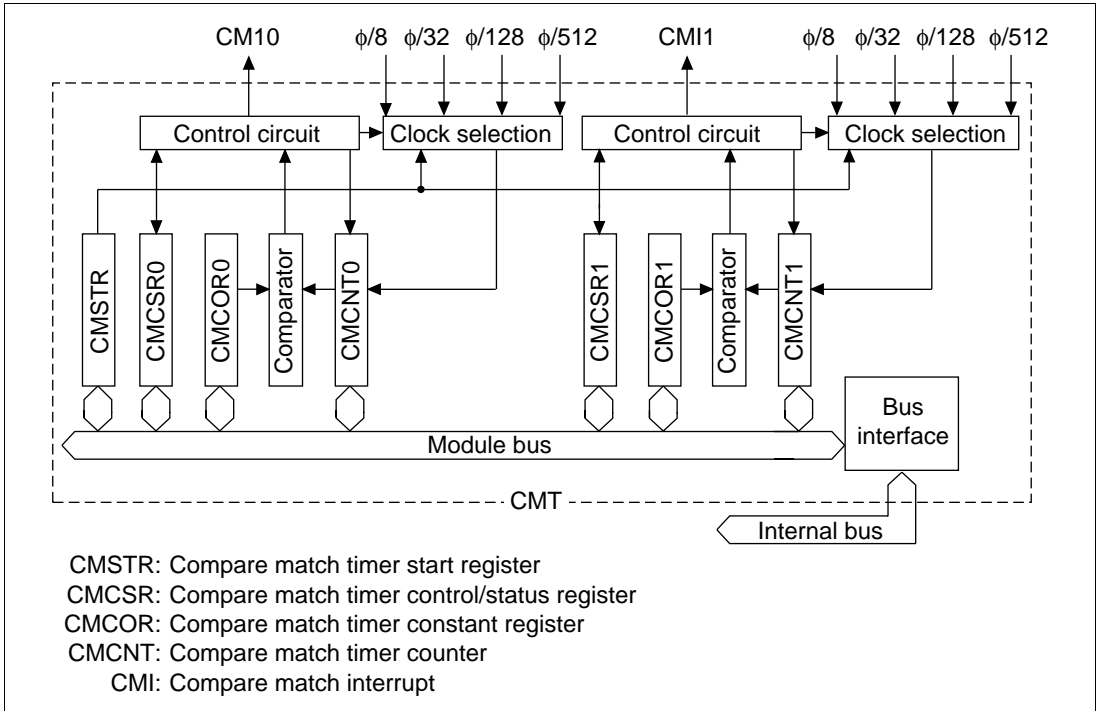 CM10 ϕ/8 ϕ/32 ϕ/128 ϕ/512 CMI1 ϕ/8 ϕ/32 ϕ/128 ϕ/512
Control circuit Clock selection Control circuit Clock selection
CMSTR CMCSR0 CMCOR0 Comparator CMCNT0 CMCSR1 CMCOR1 Comparator CMCNT1
Bus
interface
Module bus
CMT
Internal bus
CMSTR: Compare match timer start register
CMCSR: Compare match timer control/status register
CMCOR: Compare match timer constant register
CMCNT: Compare match timer counter
CMI: Compare match interrupt